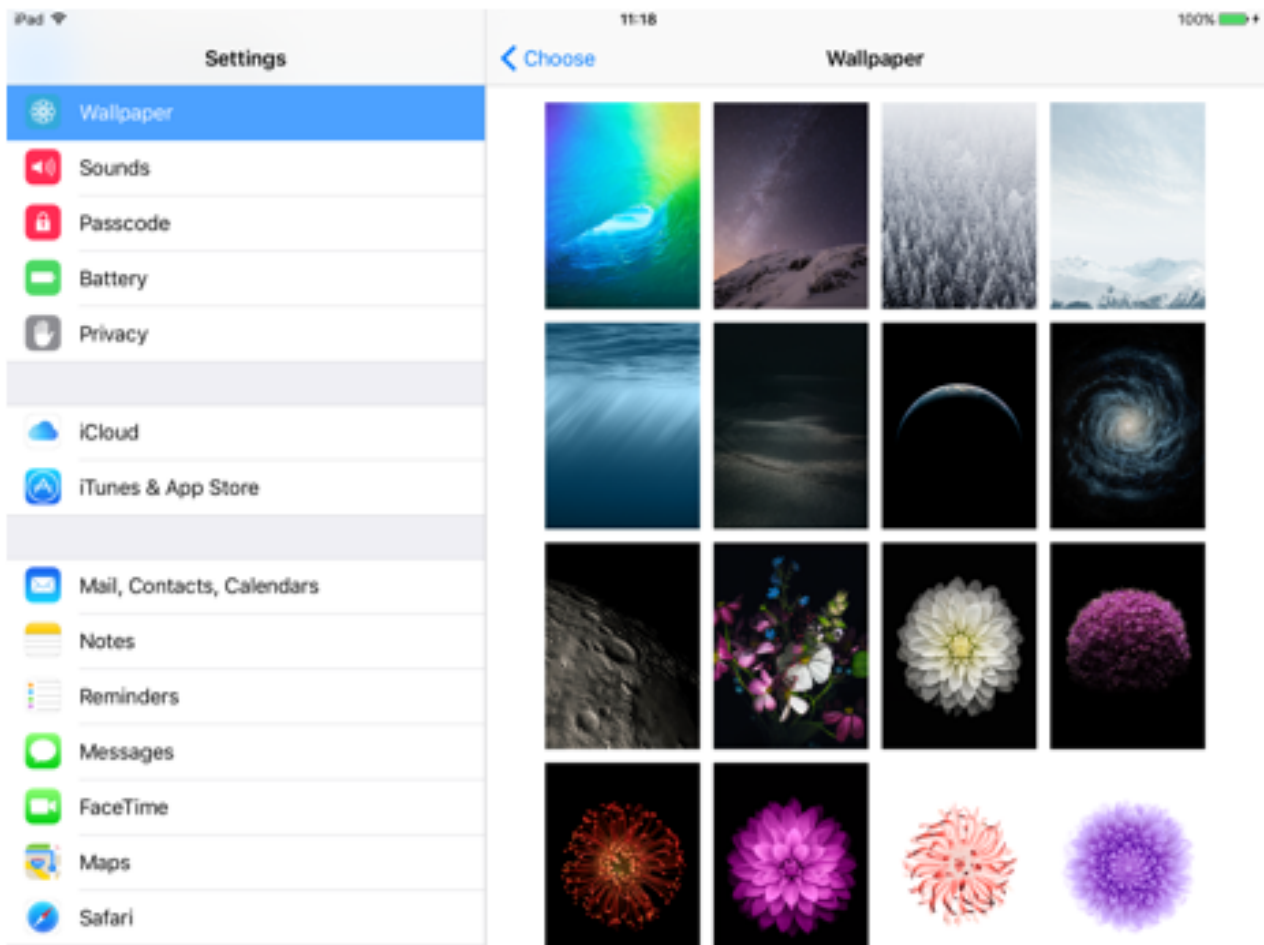 iPad 11:18 100%
Settings
Choose Wallpaper
Wallpaper
Sounds
Passcode
Battery
Privacy
iCloud
iTunes & App Store
Mail, Contacts, Calendars
Notes
Reminders
Messages
FaceTime
Maps
Safari